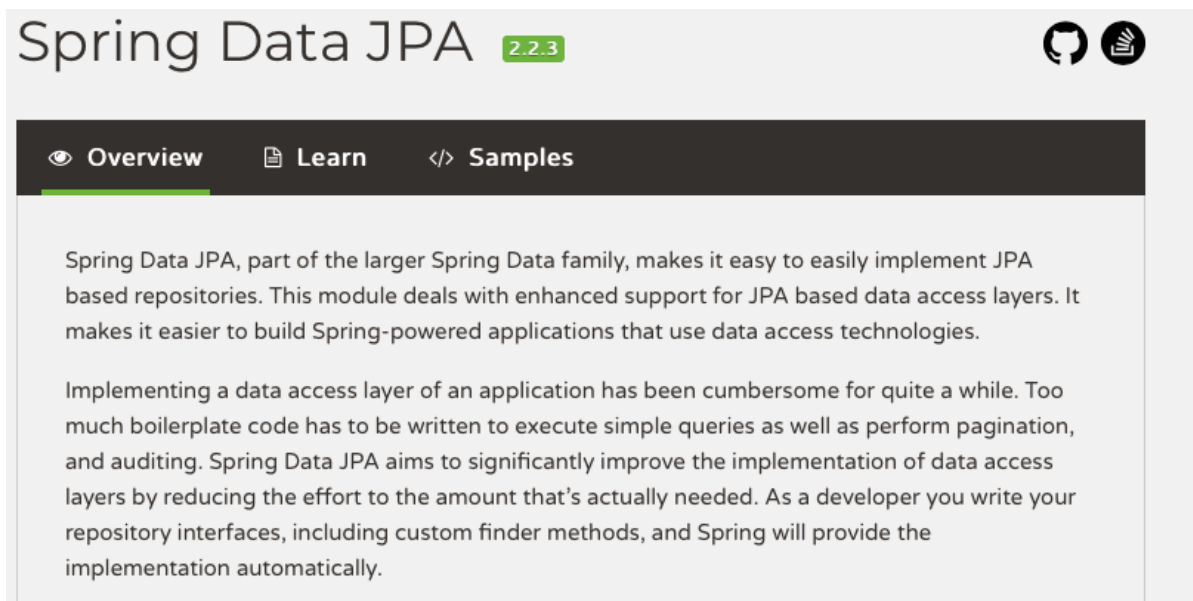 Spring Data JPA 2.2.3
Overview Learn Samples
Spring Data JPA, part of the larger Spring Data family, makes it easy to easily implement JPA
based repositories. This module deals with enhanced support for JPA based data access layers. It
makes it easier to build Spring-powered applications that use data access technologies.
Implementing a data access layer of an application has been cumbersome for quite a while. Too
much boilerplate code has to be written to execute simple queries as well as perform pagination,
and auditing. Spring Data JPA aims to significantly improve the implementation of data access
layers by reducing the effort to the amount that’s actually needed. As a developer you write your
repository interfaces, including custom finder methods, and Spring will provide the
implementation automatically.